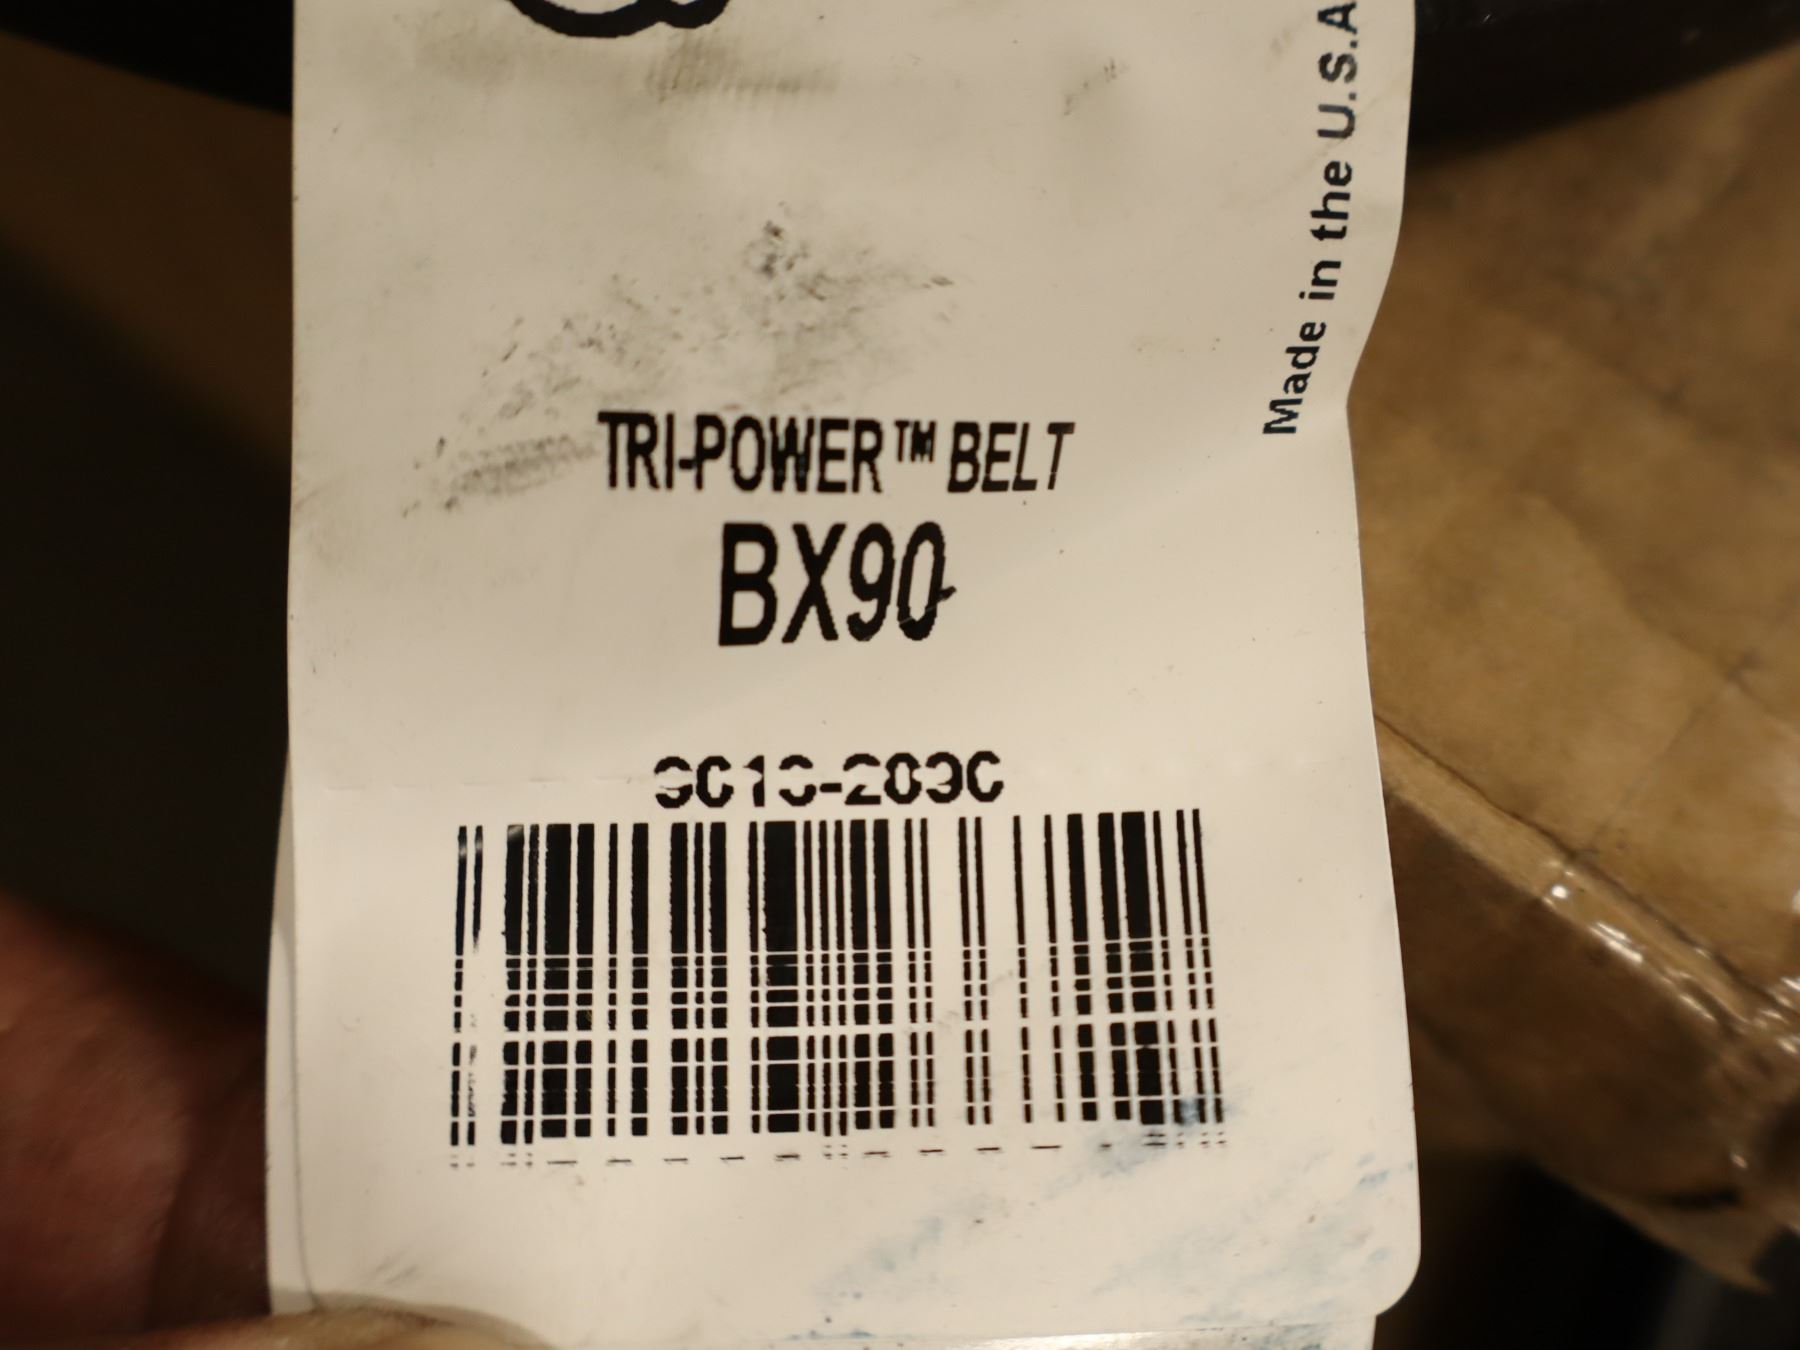 Made in the U.S.A
TRI-POWER™ BELT
BX90